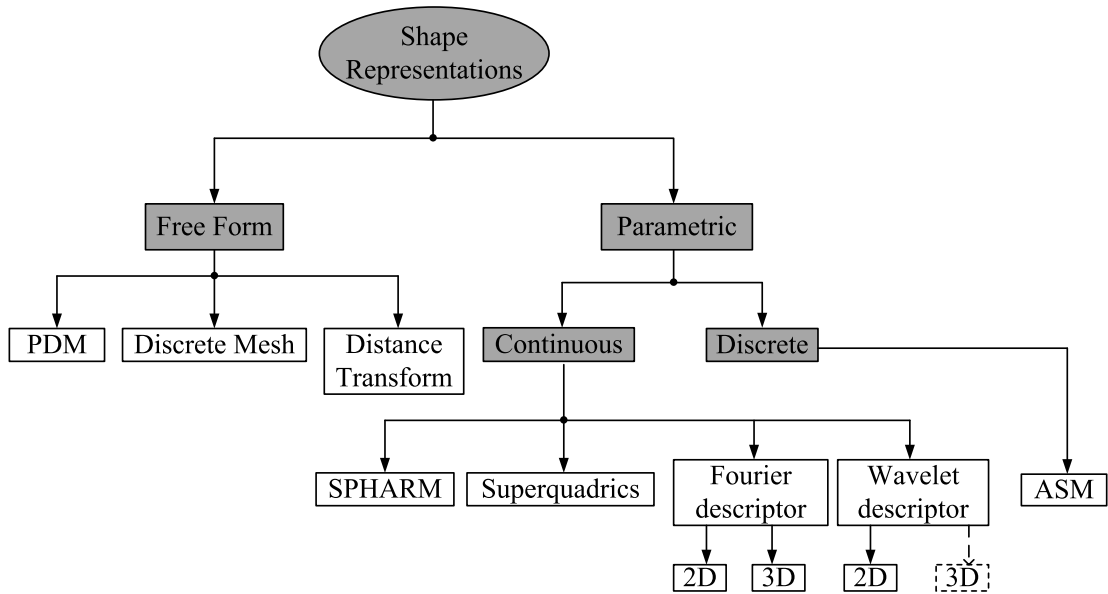 Shape
Representations
Free Form
Parametric
PDM
Discrete Mesh
Distance
Transform
Continuous
Discrete
SPHARM
Superquadrics
Fourier
descriptor
Wavelet
descriptor
ASM
2D
3D
2D
3D